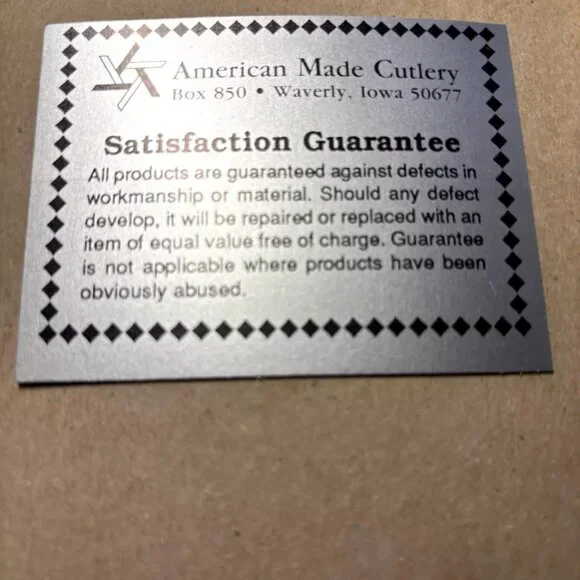 American Made Cutlery
Box 850 • Waverly, Iowa 50677
Satisfaction Guarantee
All products are guaranteed against defects in
workmanship or material. Should any defect
develop, it will be repaired or replaced with an
item of equal value free of charge. Guarantee
is not applicable where products have been
obviously abused.